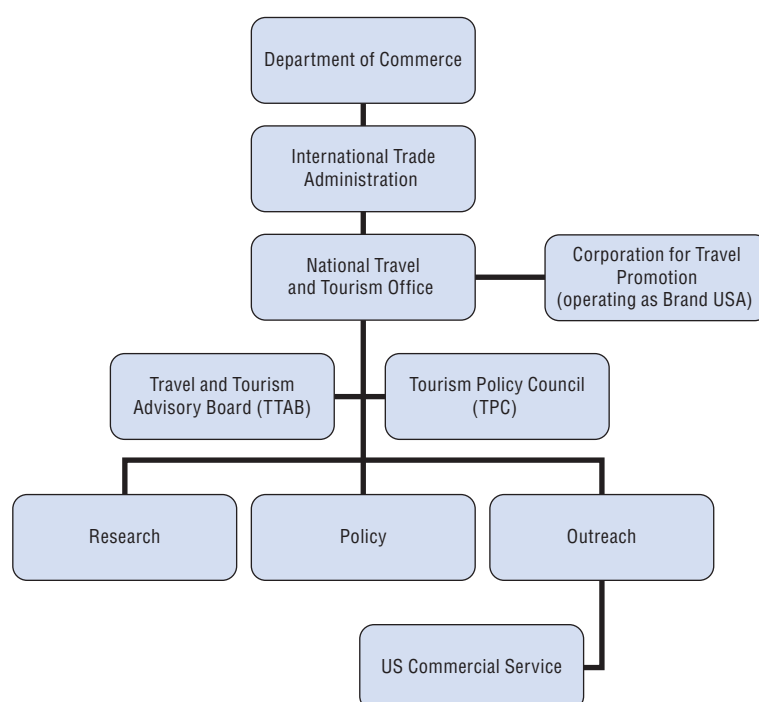 Department of Commerce
International Trade
Administration
National Travel
and Tourism Office
Corporation for Travel
Promotion
(operating as Brand USA)
Travel and Tourism
Advisory Board (TTAB)
Tourism Policy Council
(TPC)
Research
Policy
Outreach
US Commercial Service